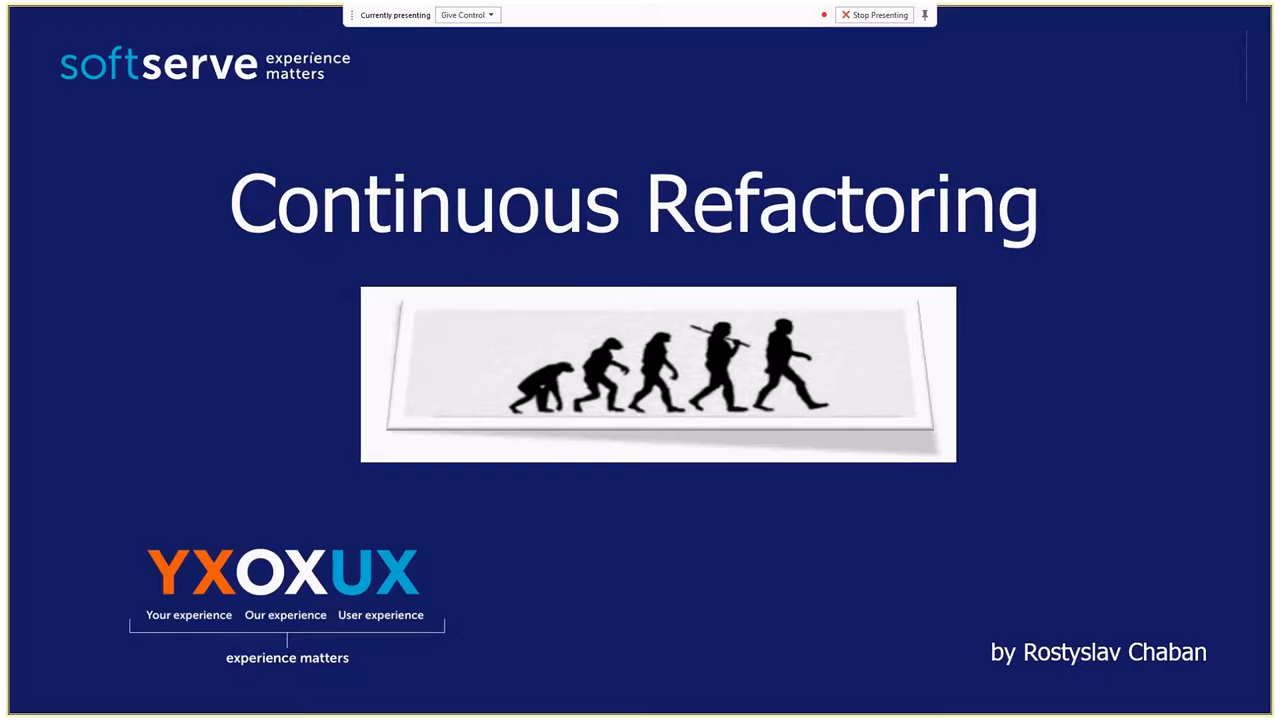 Currently presenting Give Control Stop Presenting
softserve experience
matters
Continuous Refactoring
YXOXUX
Your experience Our experience User experience
experience matters
by Rostyslav Chaban